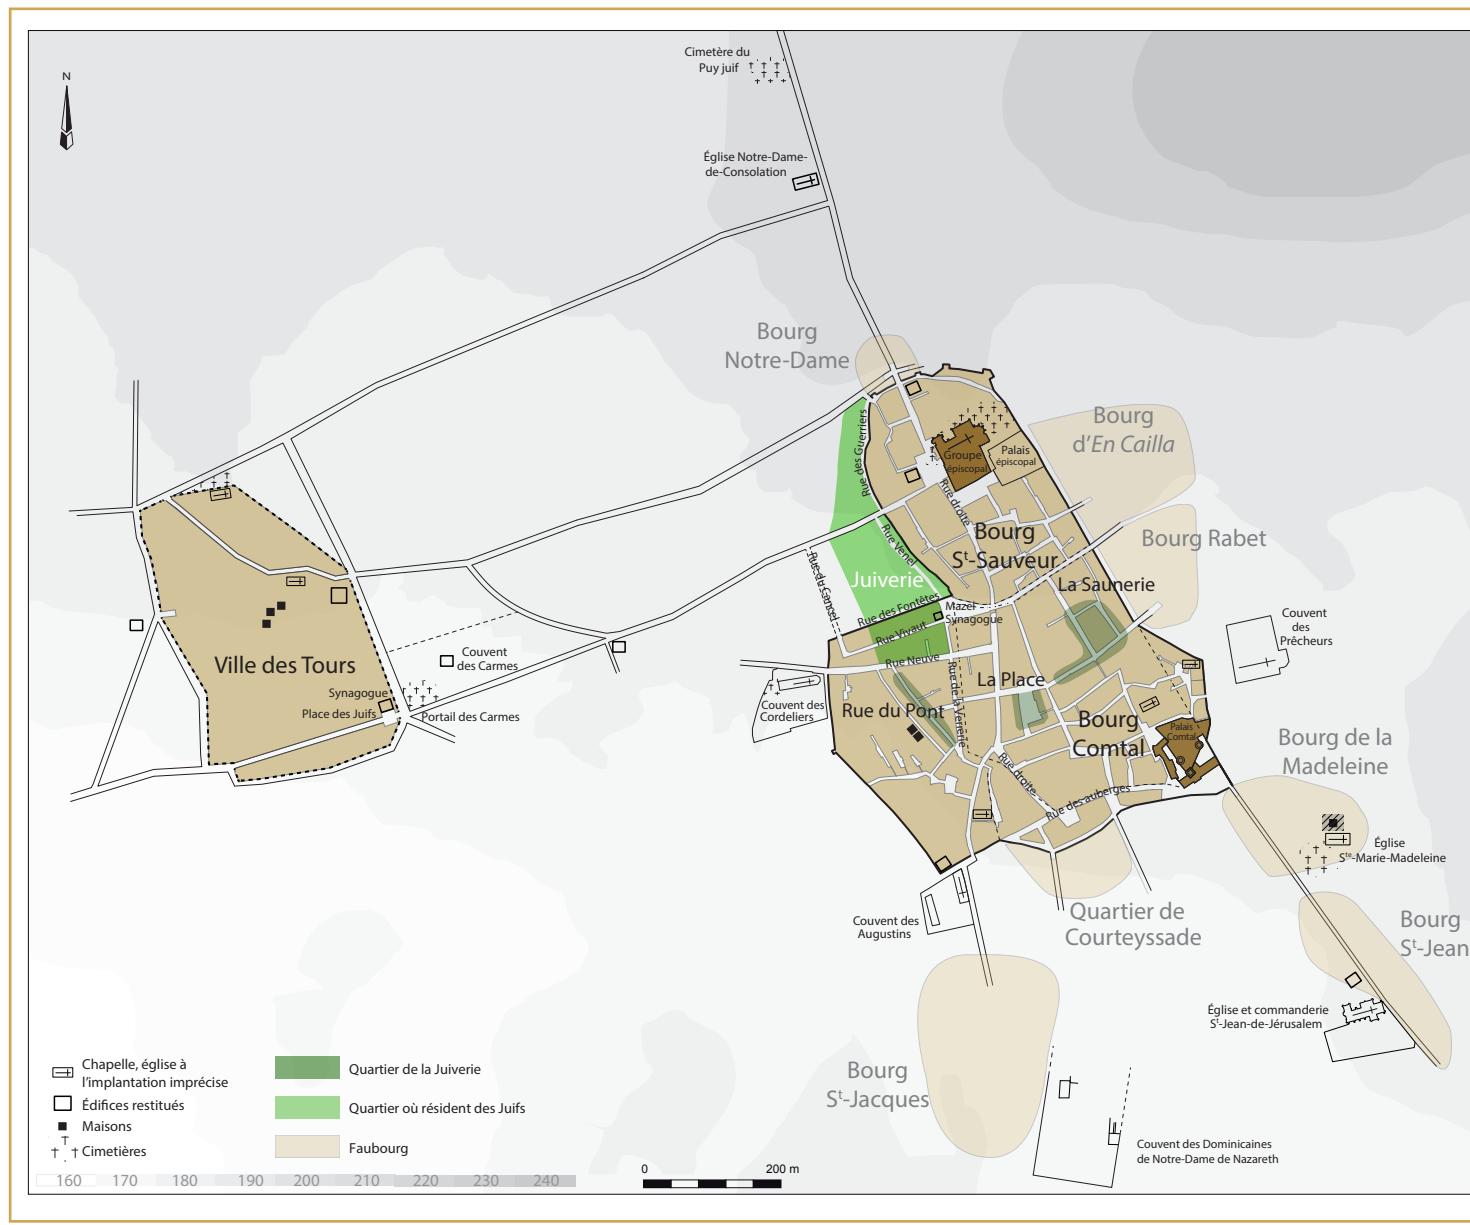 Cimetère du
Puy juif
N
Église Notre-Dame-
de-Consolation
Bourg
Notre-Dame
Bourg
d'En Cailla
Rue des Guerriers
Groupe
épiscopal
Palais
épiscopal
Rue droite
Bourg
St-Sauveur
Bourg Rabet
Rue Venel
La Saunerie
Juiverie
Rue du Cancel
Rue des Fontêtes
Mazel
Synagogue
Rue Vivaut
Rue Neuve
Couvent
des
Prêcheurs
Ville des Tours
Couvent
des Carmes
Synagogue
Place des Juifs
Portail des Carmes
Couvent des
Cordeliers
Rue du Pont
Rue de la Verrerie
La Place
Bourg
Comtal
Palais
Comtal
Rue droite
Rue des auberges
Bourg de la
Madeleine
Église
Ste-Marie-Madeleine
Couvent des
Augustins
Quartier de
Courteyssade
Bourg
St-Jean
Église et commanderie
St-Jean-de-Jérusalem
Bourg
St-Jacques
Couvent des Dominicaines
de Notre-Dame de Nazareth
Chapelle, église à
l'implantation imprécise
Édifices restitués
Maisons
Cimetières
Quartier de la Juiverie
Quartier où résident des Juifs
Faubourg
160 170 180 190 200 210 220 230 240
0 200 m